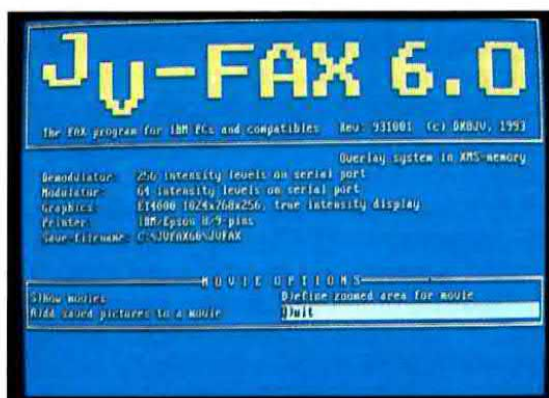 JV-FAX 6.0
The FAX program for IBM PCs and compatibles Rev: 931001 (c) DK8JV, 1993
Overlay system in XMS-memory
Demodulator: 256 intensity levels on serial port
Modulator: 64 intensity levels on serial port
Graphics: ET4000 1024x768x256, true intensity display
Printer: IBM/Epson 8/9-pins
Save-filename: C:\JVFAX60\JVFAX
MOVIE OPTIONS
S)how movies D)efine zoomed area for movie
A)dd saved pictures to a movie Q)uit